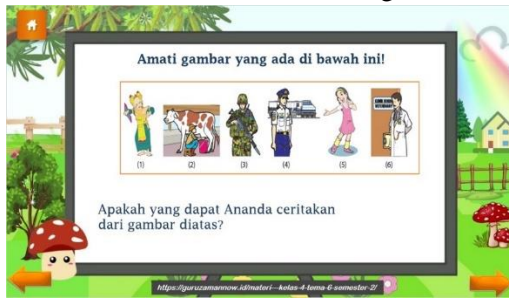 Amati gambar yang ada di bawah ini!
(1) (2) (3) (4) (5) (6)
Apakah yang dapat Ananda ceritakan
dari gambar diatas?
https://guruzamannow.id/materi--kelas-4-tema-6-semester-2/